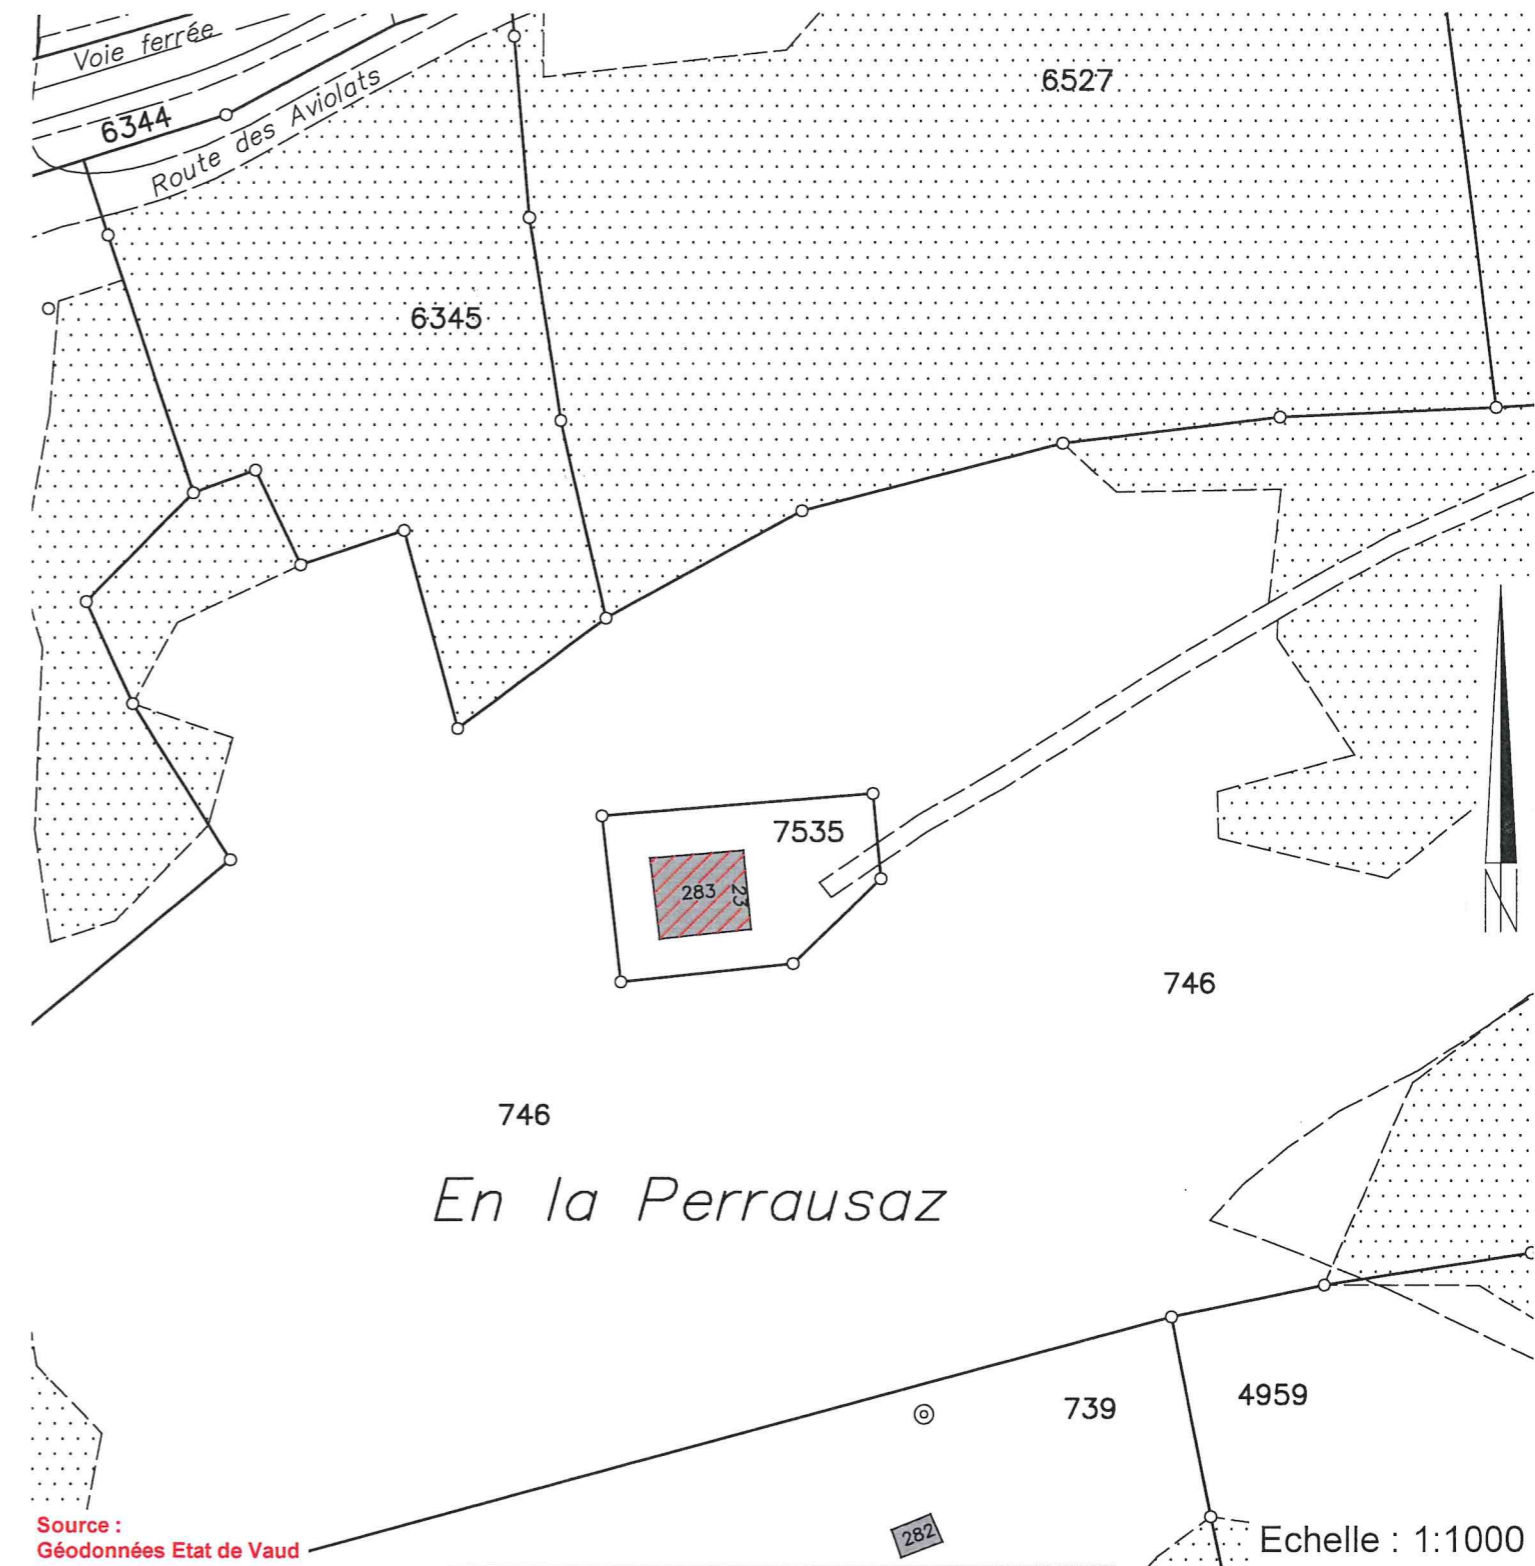 Voie ferrée
6344
Route des Aviolats
6527
6345
7535
283
23
746
746
En la Perrausaz
N
739
4959
282
Source :
Géodonnées Etat de Vaud
Echelle : 1:1000